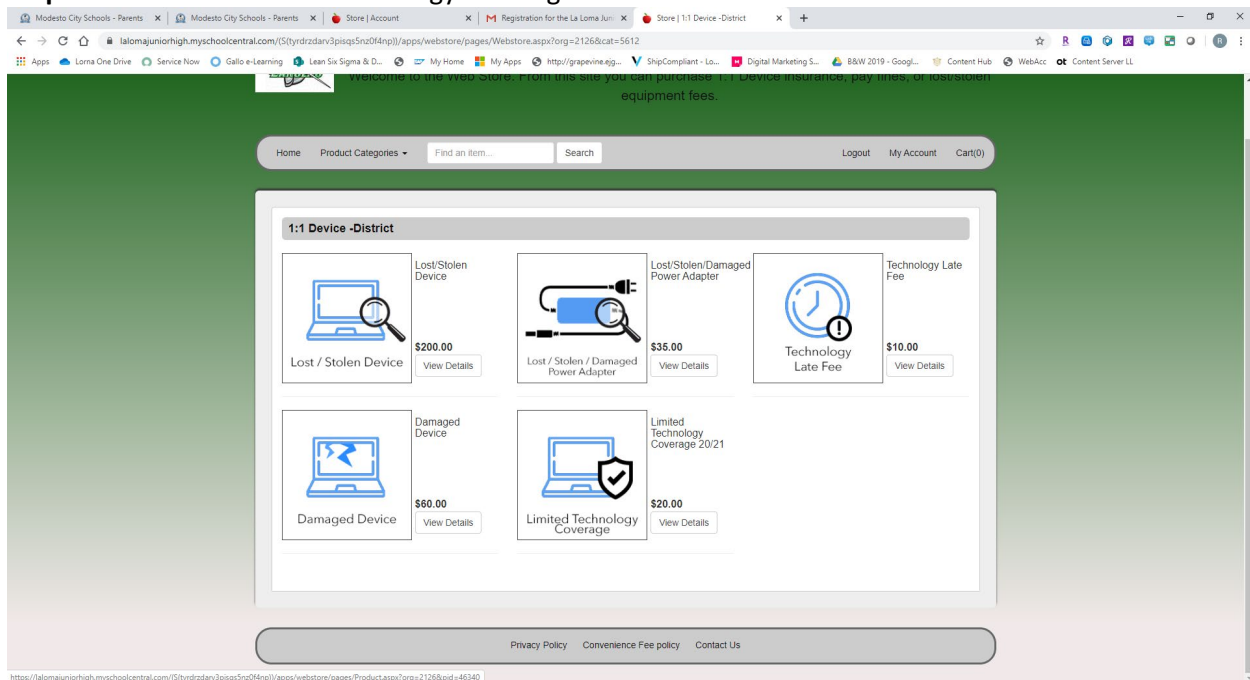 Modesto City Schools - Parents
Modesto City Schools - Parents
Store | Account
Registration for the La Loma Juni
Store | 1:1 Device -District
lalomajuniorhigh.myschoolcentral.com/(S(tyrdrzdarv3pisqs5nz0f4np))/apps/webstore/pages/Webstore.aspx?org=2126&cat=5612
R
Apps Lorna One Drive Service Now Gallo e-Learning Lean Six Sigma & D... My Home My Apps http://grapevine.ejg... ShipCompliant - Lo... Digital Marketing S... B&W 2019 - Googl... Content Hub WebAcc ot Content Server LL
Welcome to the Web Store. From this site you can purchase 1:1 Device insurance, pay fines, or lost/stolen
equipment fees.
Home Product Categories Find an item... Search Logout My Account Cart(0)
1:1 Device -District
Lost / Stolen Device
Lost/Stolen
Device
$200.00
View Details
Lost / Stolen / Damaged
Power Adapter
Lost/Stolen/Damaged
Power Adapter
$35.00
View Details
Technology
Late Fee
Technology Late
Fee
$10.00
View Details
Damaged Device
Damaged
Device
$60.00
View Details
Limited Technology
Coverage
Limited
Technology
Coverage 20/21
$20.00
View Details
Privacy Policy Convenience Fee policy Contact Us
https://lalomajuniorhigh.myschoolcentral.com/(S(tyrdrzdarv3pisqs5nz0f4np))/apps/webstore/pages/Product.aspx?org=2126&pid=46340